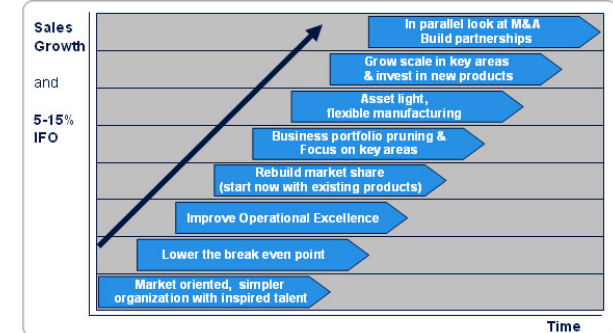 Sales
Growth
and
5-15%
IFO
In parallel look at M&A
Build partnerships
Grow scale in key areas
& invest in new products
Asset light,
flexible manufacturing
Business portfolio pruning &
Focus on key areas
Rebuild market share
(start now with existing products)
Improve Operational Excellence
Lower the break even point
Market oriented, simpler
organization with inspired talent
Time